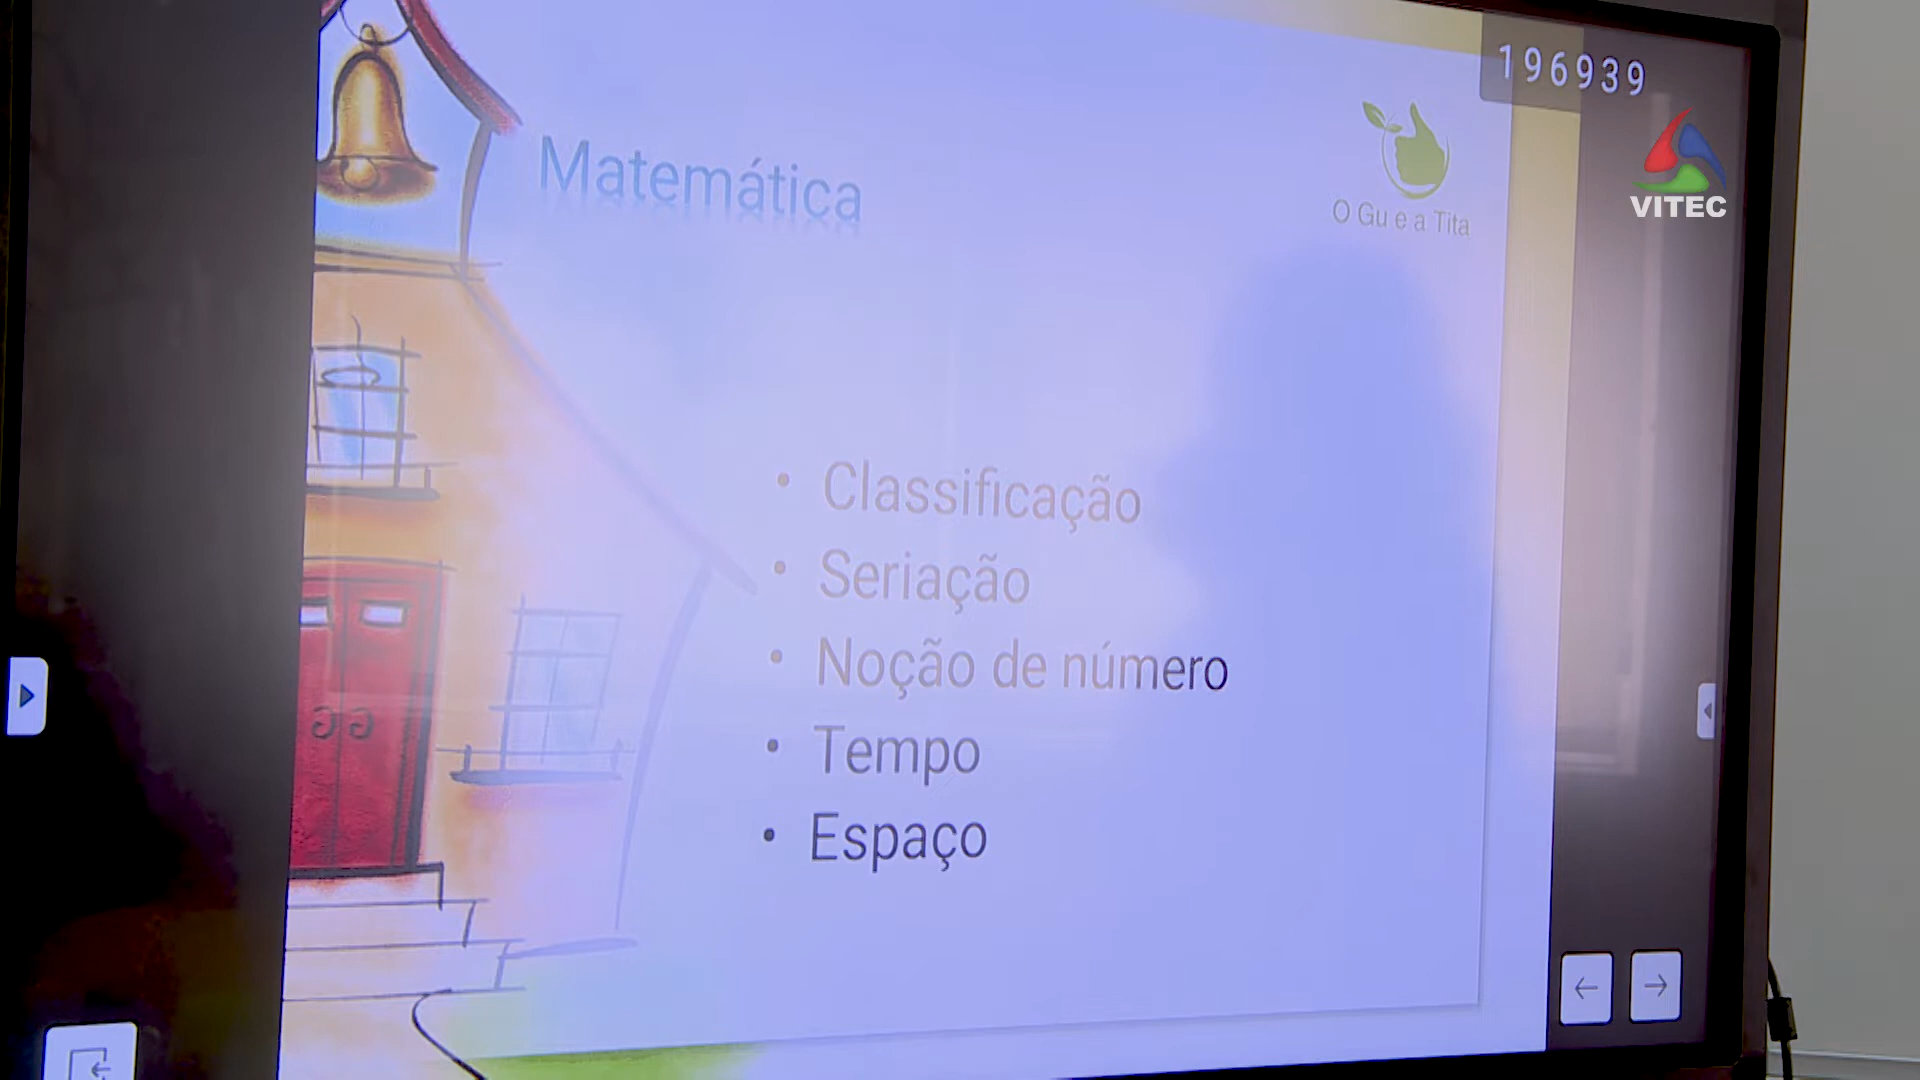 196939
VITEC
Matemática
O Gu e a Tita
• Classificação
• Seriação
• Noção de número
• Tempo
• Espaço